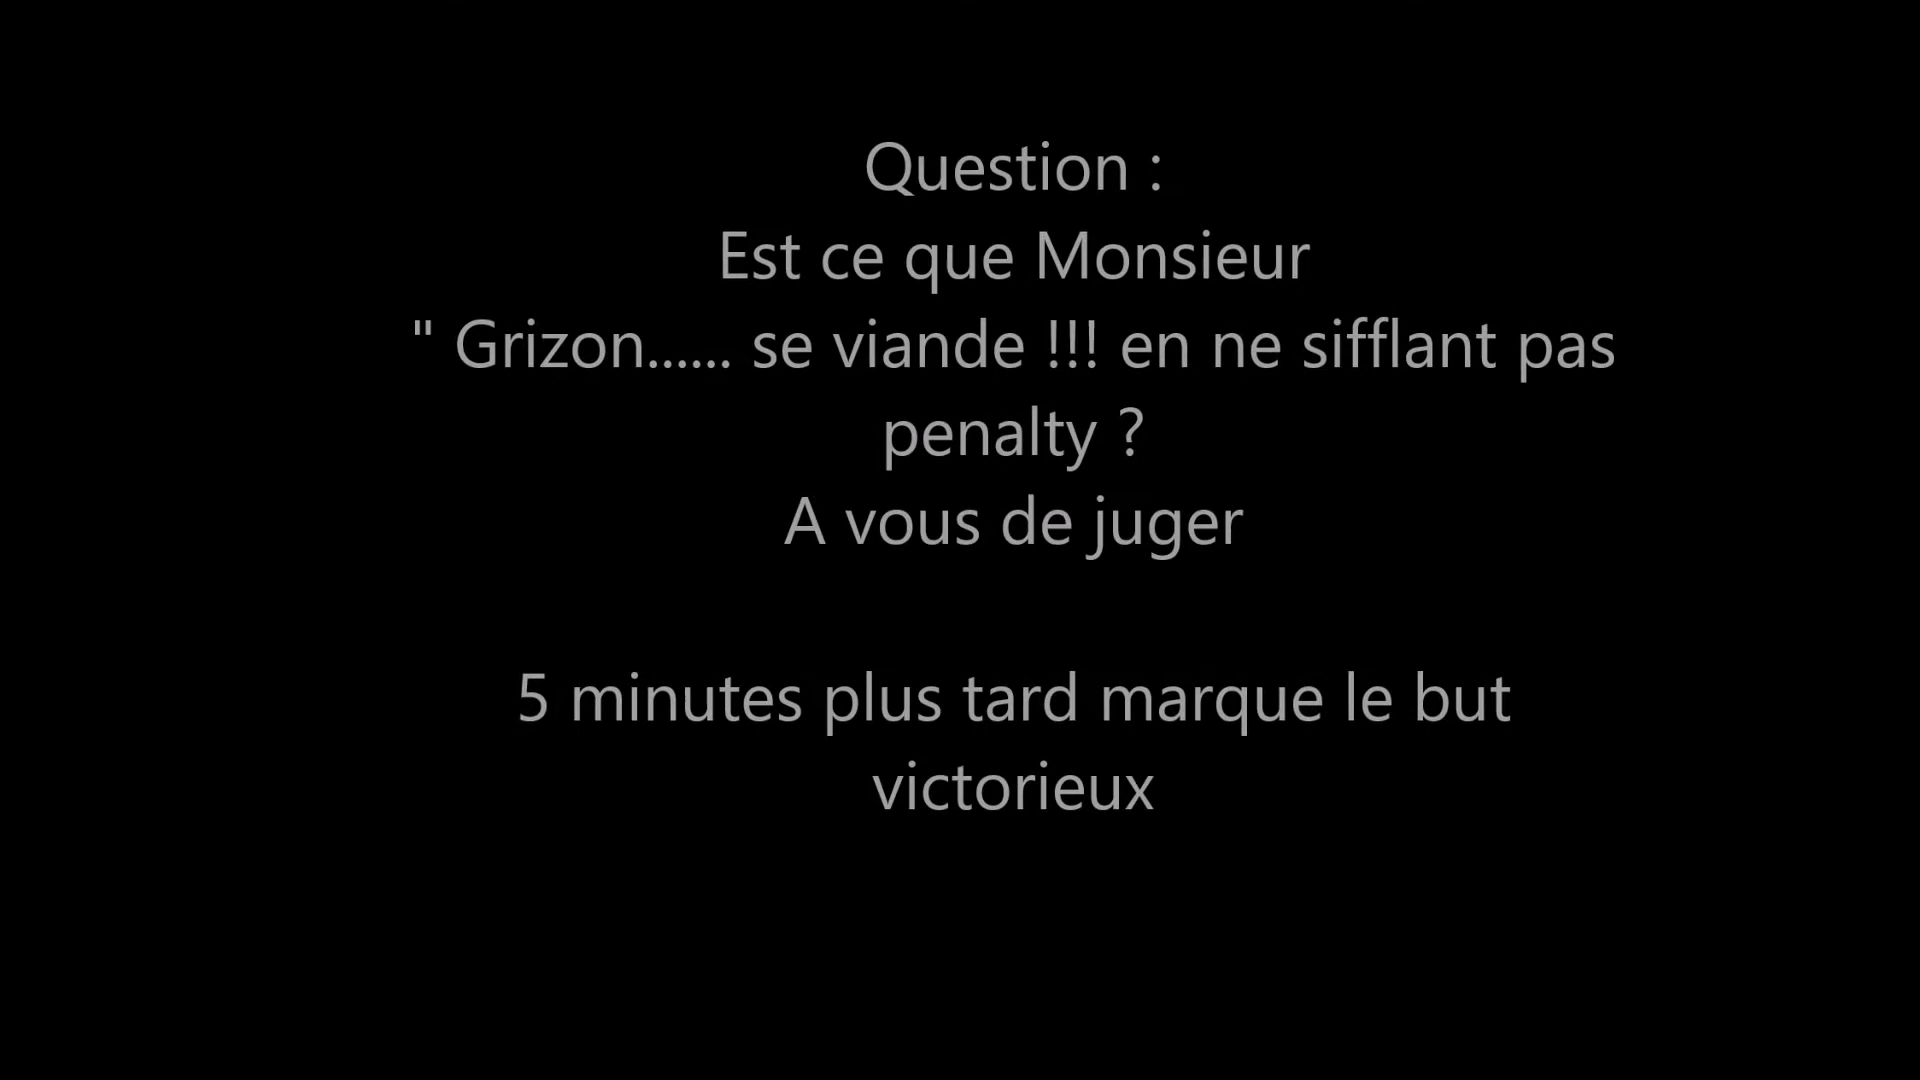 Question :
Est ce que Monsieur
" Grizon...... se viande !!! en ne sifflant pas
penalty ?
A vous de juger
5 minutes plus tard marque le but
victorieux